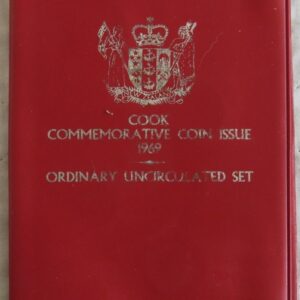 COOK
COMMEMORATIVE COIN ISSUE
1969
ORDINARY UNCIRCULATED SET